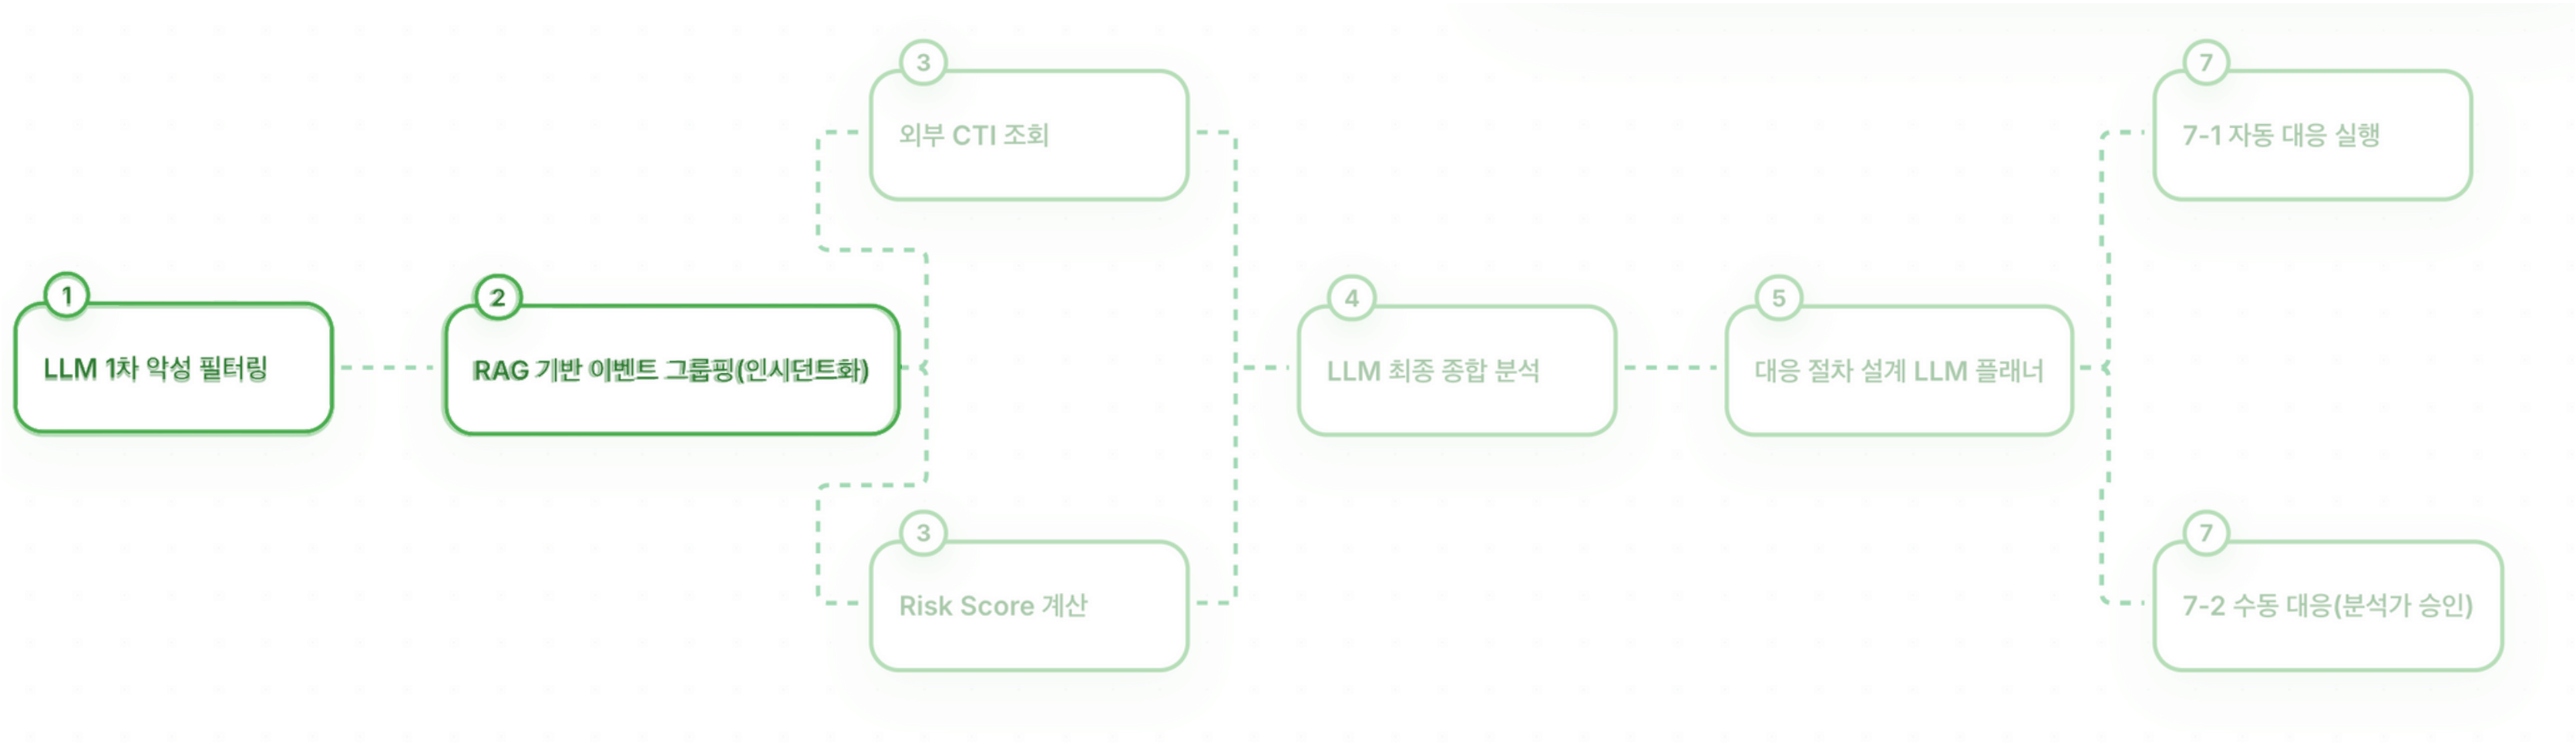 1
LLM 1차 악성 필터링
2
RAG 기반 이벤트 그룹핑(인시던트화)
3
외부 CTI 조회
3
Risk Score 계산
4
LLM 최종 종합 분석
5
대응 절차 설계 LLM 플래너
7
7-1 자동 대응 실행
7
7-2 수동 대응(분석가 승인)